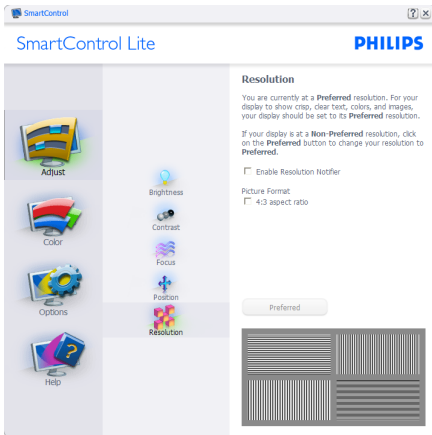 SmartControl
SmartControl Lite
PHILIPS
Adjust
Color
Options
Help
Brightness
Contrast
Focus
Position
Resolution
Resolution
You are currently at a Preferred resolution. For your
display to show crisp, clear text, colors, and images,
your display should be set to its Preferred resolution.
If your display is at a Non-Preferred resolution, click
on the Preferred button to change your resolution to
Preferred.
Enable Resolution Notifier
Picture Format
4:3 aspect ratio
Preferred